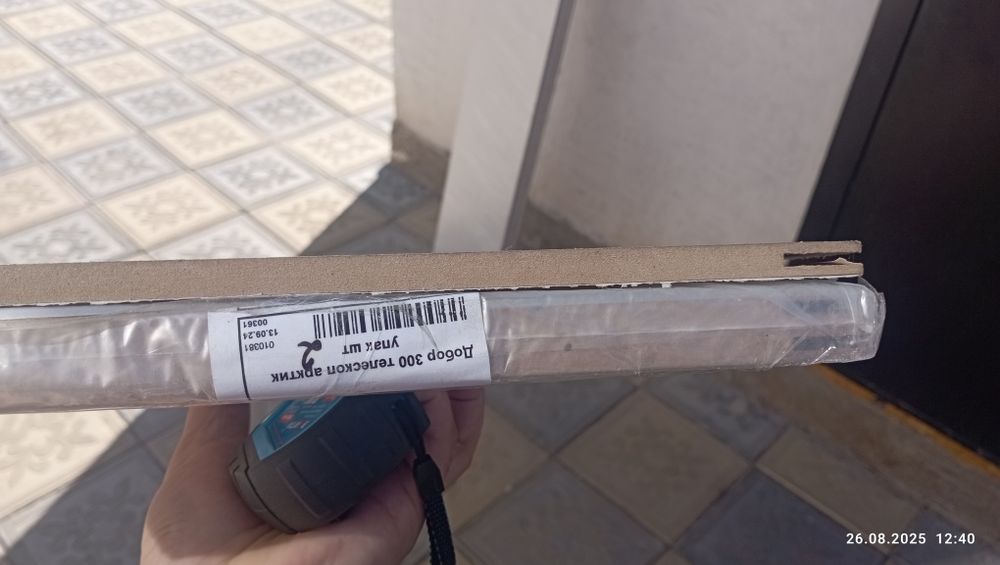 Добор 300 телескоп арктик
упак шт
2
010381
13.09.24
00361
26.08.2025 12:40